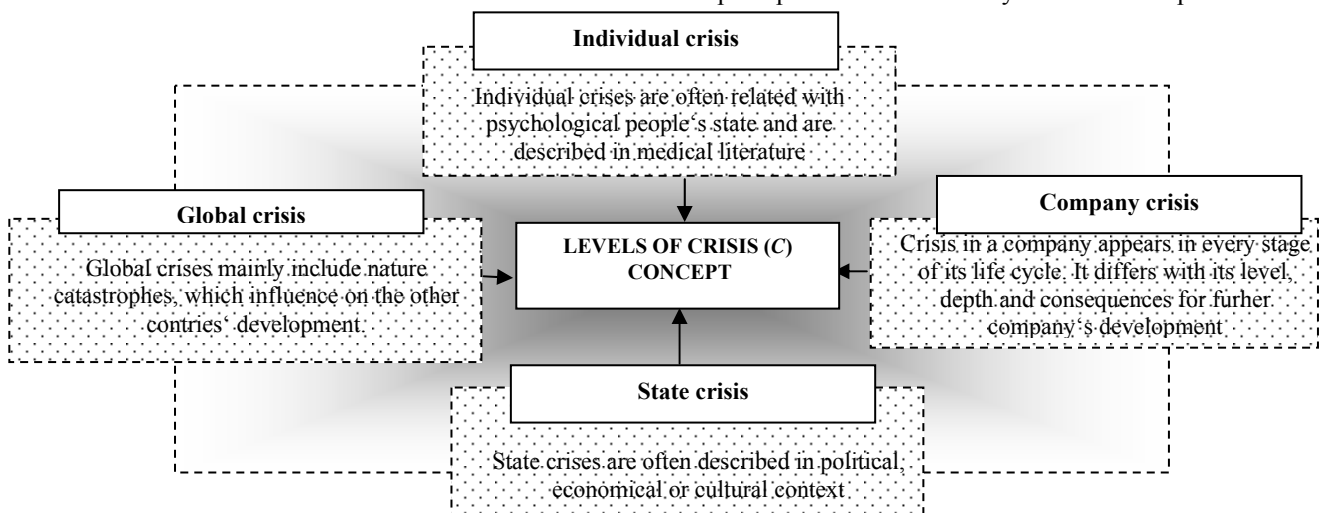 Individual crisis
Individual crises are often related with
psychological people‘s state and are
described in medical literature
Global crisis
Global crises mainly include nature
catastrophes, which influence on the other
contries‘ development.
LEVELS OF CRISIS (C)
CONCEPT
Company crisis
Crisis in a company appears in every stage
of its life cycle. It differs with its level,
depth and consequences for furher
company‘s development
State crisis
State crises are often described in political,
economical or cultural context